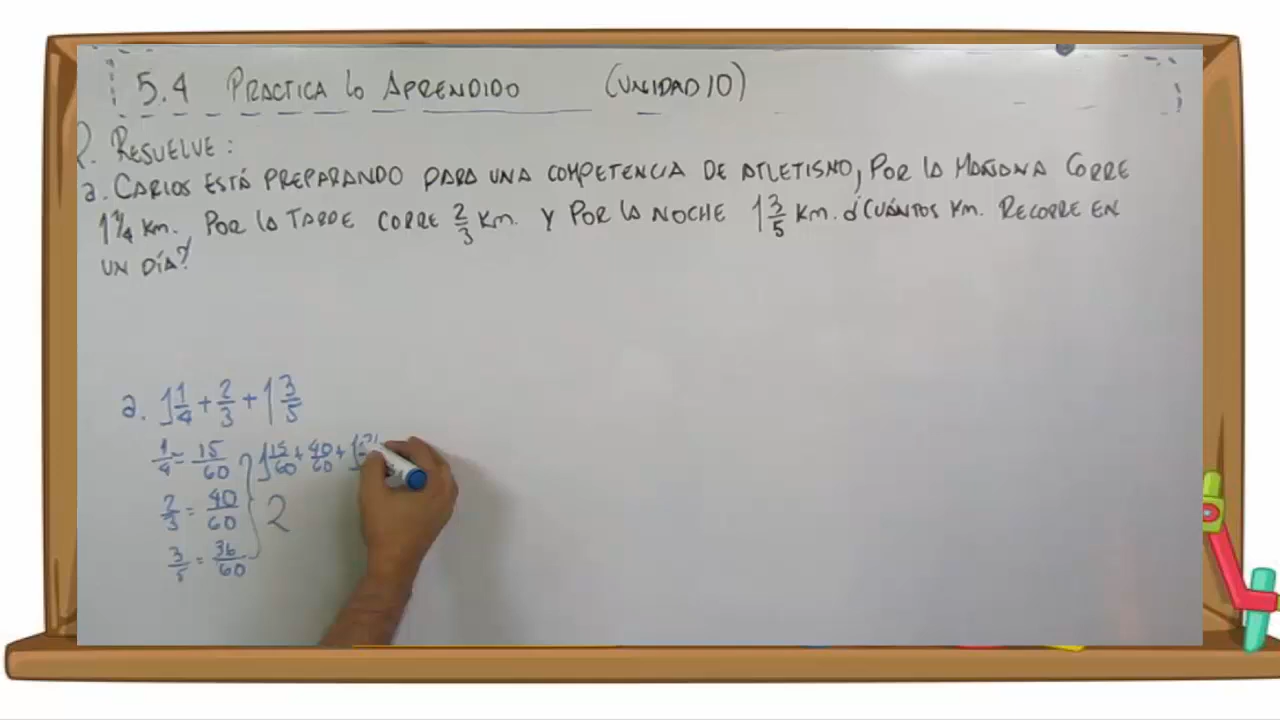 5.4 PRACTICA LO APRENDIDO (UNIDAD 10)
2. RESUELVE:
a. CARLOS ESTÁ PREPARANDO PARA UNA COMPETENCIA DE ATLETISMO, POR LA MAÑANA CORRE
1 1/4 KM. POR LA TARDE CORRE 2/3 KM. Y POR LA NOCHE 1 3/5 KM. ¿CUÁNTOS KM. RECORRE EN
UN DÍA?
a. 1 1/4 + 2/3 + 1 3/5
1/4 = 15/60 1 15/60 + 40/60 + 1
2/3 = 40/60 2
3/5 = 36/60